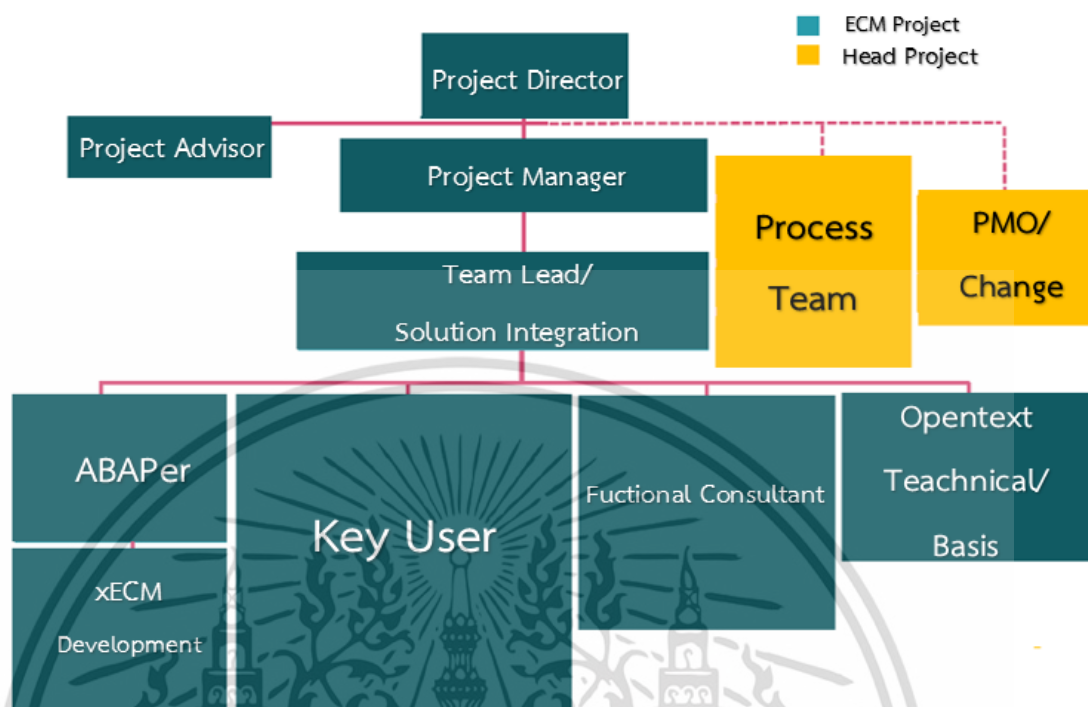 ECM Project
Head Project
Project Director
Project Advisor
Project Manager
Process
Team
PMO/
Change
Team Lead/
Solution Integration
ABAPer
Key User
Fuctional Consultant
Opentext
Teachnical/
Basis
xECM
Development